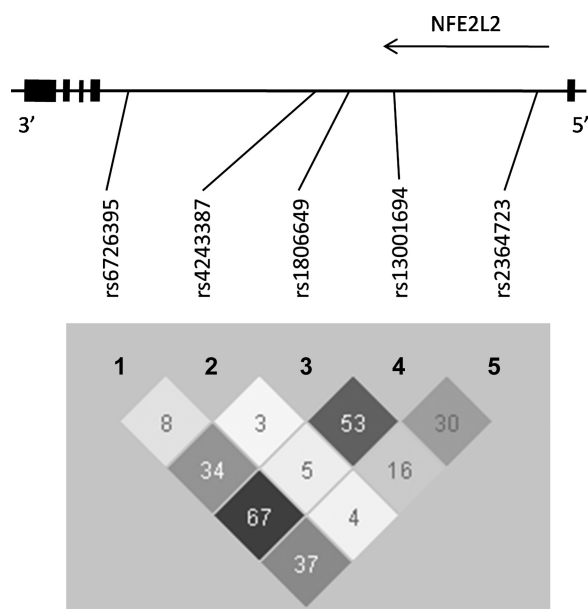 NFE2L2
3’ 5’
rs6726395
rs4243387
rs1806649
rs13001694
rs2364723
1 2 3 4 5
8 3 53 30
34 5 16
67 4
37